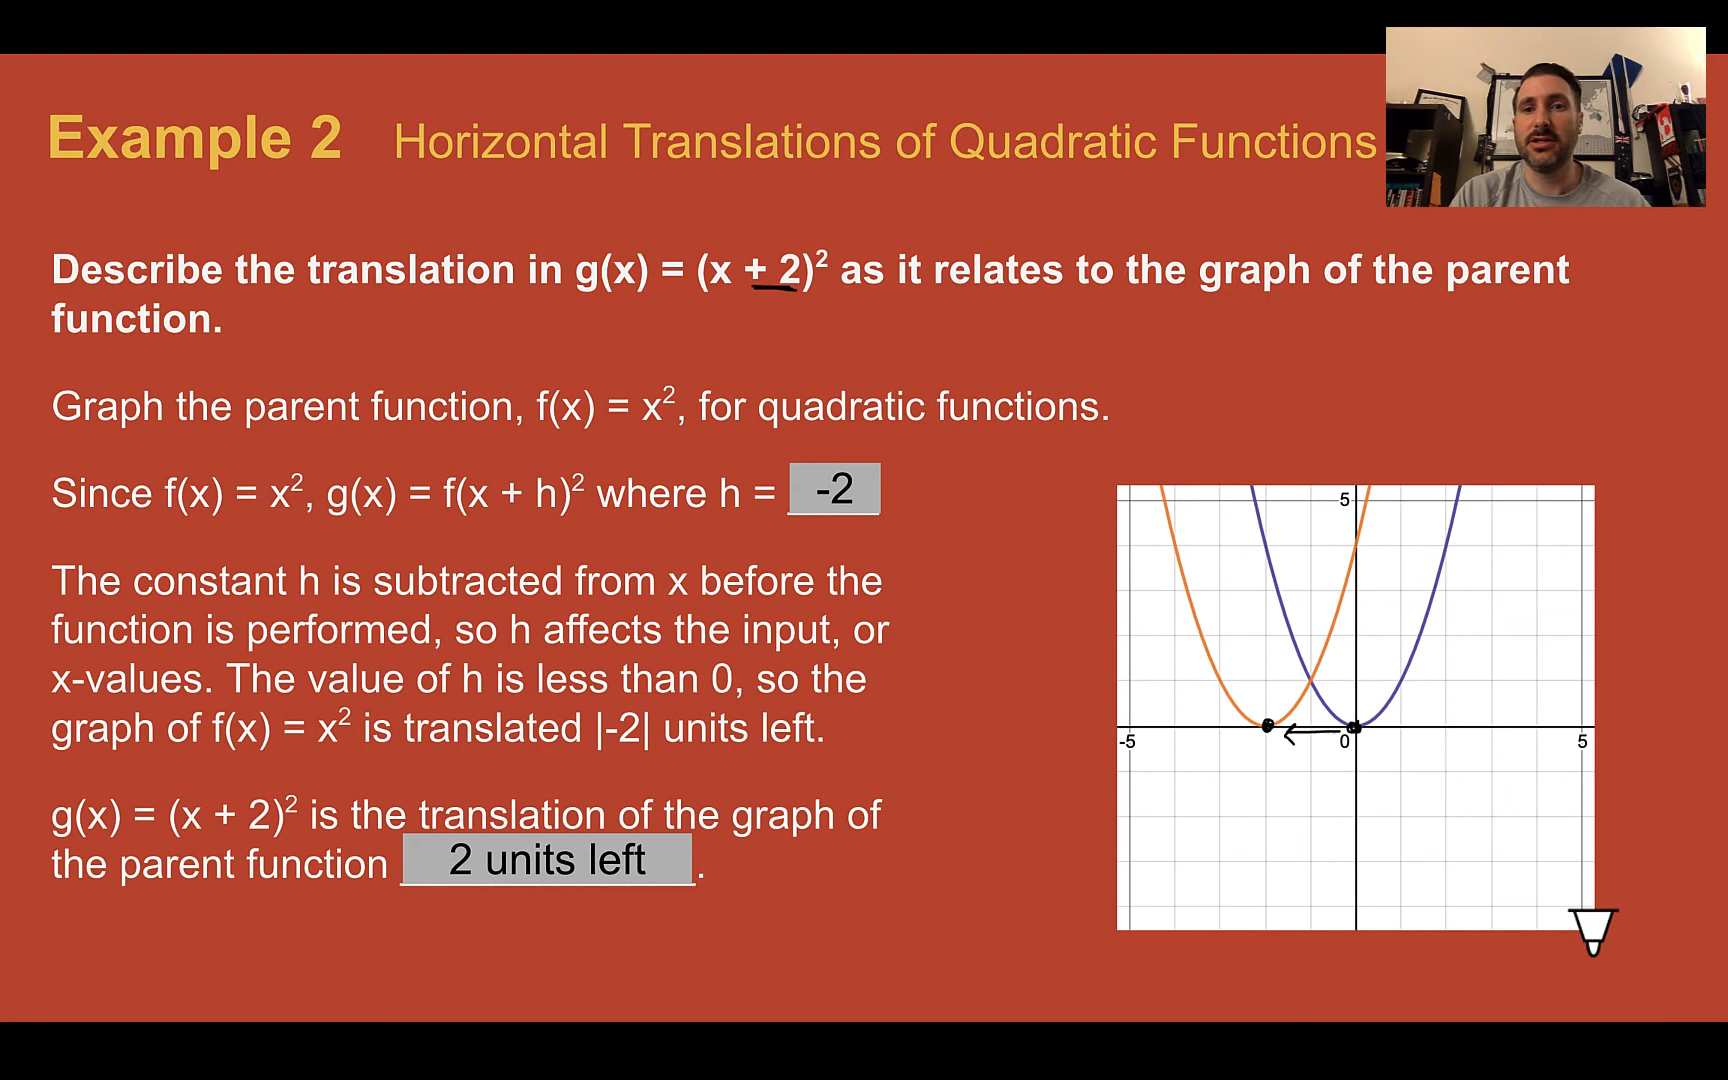 Example 2 Horizontal Translations of Quadratic Functions
Describe the translation in g(x) = (x + 2)² as it relates to the graph of the parent
function.
Graph the parent function, f(x) = x², for quadratic functions.
Since f(x) = x², g(x) = f(x + h)² where h = -2
The constant h is subtracted from x before the
function is performed, so h affects the input, or
x-values. The value of h is less than 0, so the
graph of f(x) = x² is translated |-2| units left.
g(x) = (x + 2)² is the translation of the graph of
the parent function 2 units left.
5
-5 0 5